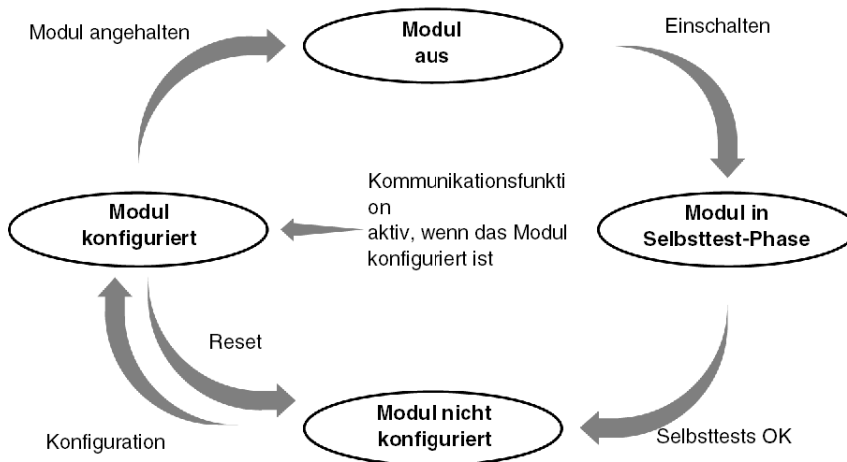 Modul angehalten
Modul
aus
Einschalten
Kommunikationsfunkti
on
aktiv, wenn das Modul
konfiguriert ist
Modul
konfiguriert
Modul in
Selbsttest-Phase
Reset
Modul nicht
konfiguriert
Konfiguration
Selbsttests OK